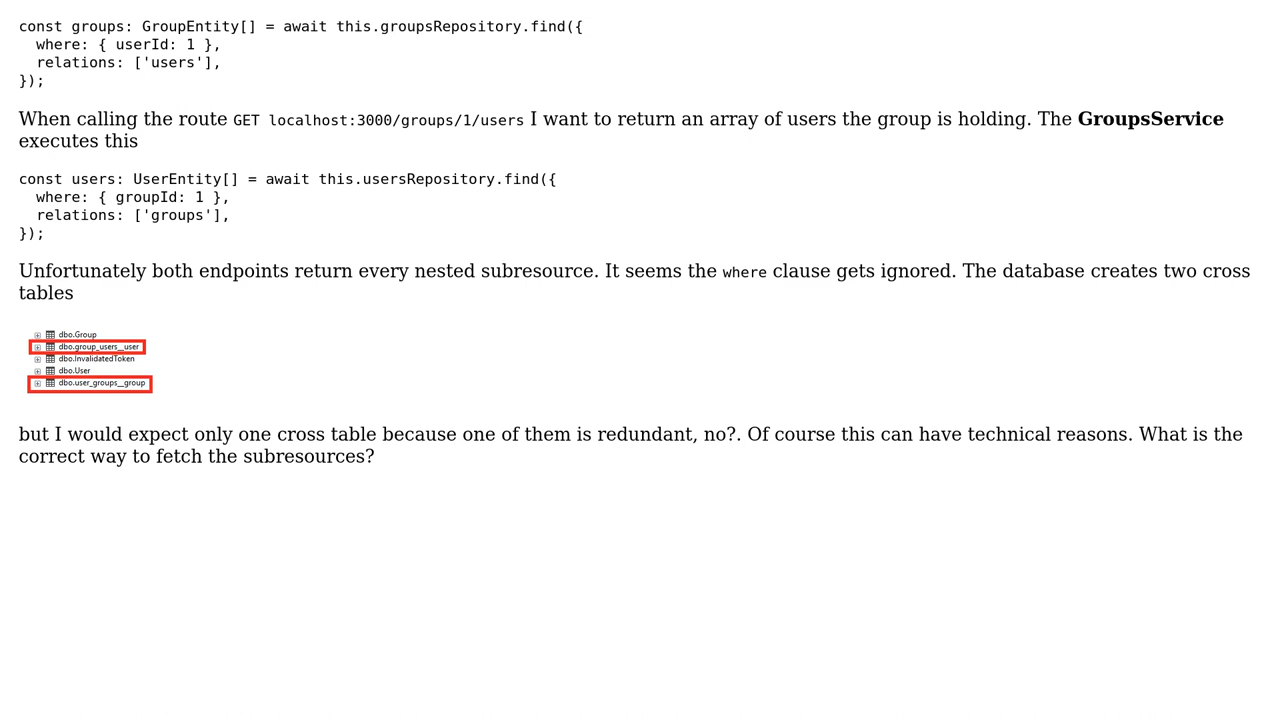 const groups: GroupEntity[] = await this.groupsRepository.find({
  where: { userId: 1 },
  relations: ['users'],
});
When calling the route GET localhost:3000/groups/1/users I want to return an array of users the group is holding. The GroupsService
executes this
const users: UserEntity[] = await this.usersRepository.find({
  where: { groupId: 1 },
  relations: ['groups'],
});
Unfortunately both endpoints return every nested subresource. It seems the where clause gets ignored. The database creates two cross
tables
dbo.Group
dbo.group_users__user
dbo.InvalidatedToken
dbo.User
dbo.user_groups__group
but I would expect only one cross table because one of them is redundant, no?. Of course this can have technical reasons. What is the
correct way to fetch the subresources?